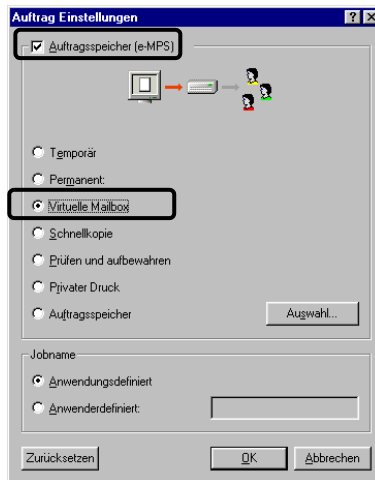 Auftrag Einstellungen
Auftragsspeicher (e-MPS)
Temporär
Permanent:
Virtuelle Mailbox
Schnellkopie
Prüfen und aufbewahren
Privater Druck
Auftragsspeicher
Auswahl...
Jobname
Anwendungsdefiniert
Anwenderdefiniert:
Zurücksetzen
OK
Abbrechen